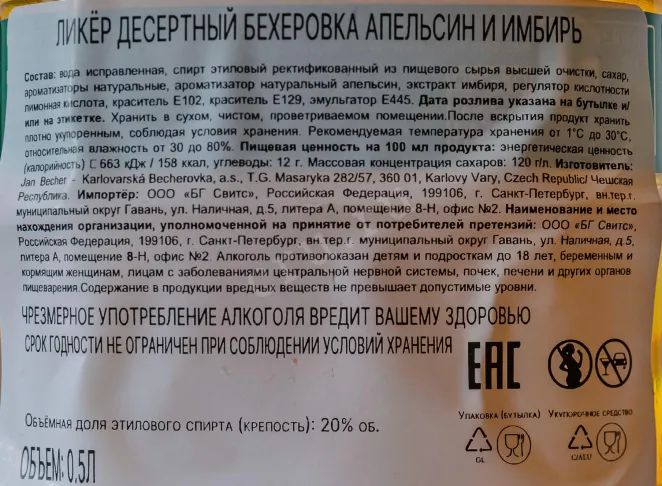 ЛИКЁР ДЕСЕРТНЫЙ БЕХЕРОВКА АПЕЛЬСИН И ИМБИРЬ
Состав: вода исправленная, спирт этиловый ректификованный из пищевого сырья высшей очистки, сахар,
ароматизаторы натуральные, ароматизатор натуральный апельсин, экстракт имбиря, регулятор кислотности
лимонная кислота, краситель Е102, краситель Е129, эмульгатор Е445. Дата розлива указана на бутылке и/
или на этикетке. Хранить в сухом, чистом, проветриваемом помещении.После вскрытия продукт хранить
плотно укупоренным, соблюдая условия хранения. Рекомендуемая температура хранения от 1°С до 30°С,
относительная влажность от 30 до 80%. Пищевая ценность на 100 мл продукта: энергетическая ценность
(калорийность) 663 кДж / 158 ккал, углеводы: 12 г. Массовая концентрация сахаров: 120 г/л. Изготовитель:
Jan Becher - Karlovarská Becherovka, a.s., T.G. Masaryka 282/57, 360 01, Karlovy Vary, Czech Republic/ Чешская
Республика. Импортёр: ООО «БГ Свитс», Российская Федерация, 199106, г. Санкт-Петербург, вн.тер.г.
муниципальный округ Гавань, ул. Наличная, д.5, литера А, помещение 8-Н, офис №2. Наименование и место
нахождения организации, уполномоченной на принятие от потребителей претензий: ООО «БГ Свитс»,
Российская Федерация, 199106, г. Санкт-Петербург, вн.тер.г. муниципальный округ Гавань, ул. Наличная, д.5,
литера А, помещение 8-Н, офис №2. Алкоголь противопоказан детям и подросткам до 18 лет, беременным и
кормящим женщинам, лицам с заболеваниями центральной нервной системы, почек, печени и других органов
пищеварения.Содержание в продукции вредных веществ не превышает допустимые уровни.
ЧРЕЗМЕРНОЕ УПОТРЕБЛЕНИЕ АЛКОГОЛЯ ВРЕДИТ ВАШЕМУ ЗДОРОВЬЮ
СРОК ГОДНОСТИ НЕ ОГРАНИЧЕН ПРИ СОБЛЮДЕНИИ УСЛОВИЙ ХРАНЕНИЯ
EAC
Упаковка (бутылка) Укупорочное средство
Объёмная доля этилового спирта (крепость): 20% об.
GL C/ALU
ОБЪЕМ: 0.5Л